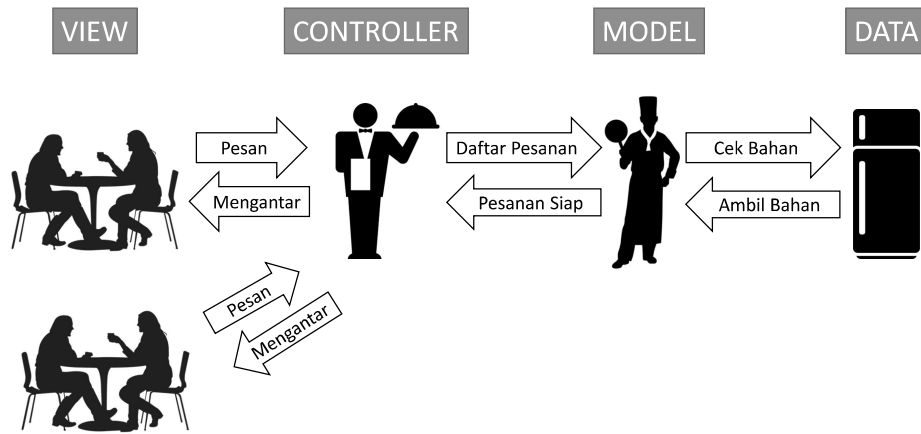 VIEW
CONTROLLER
MODEL
DATA
Pesan
Daftar Pesanan
Cek Bahan
Mengantar
Pesanan Siap
Ambil Bahan
Pesan
Mengantar